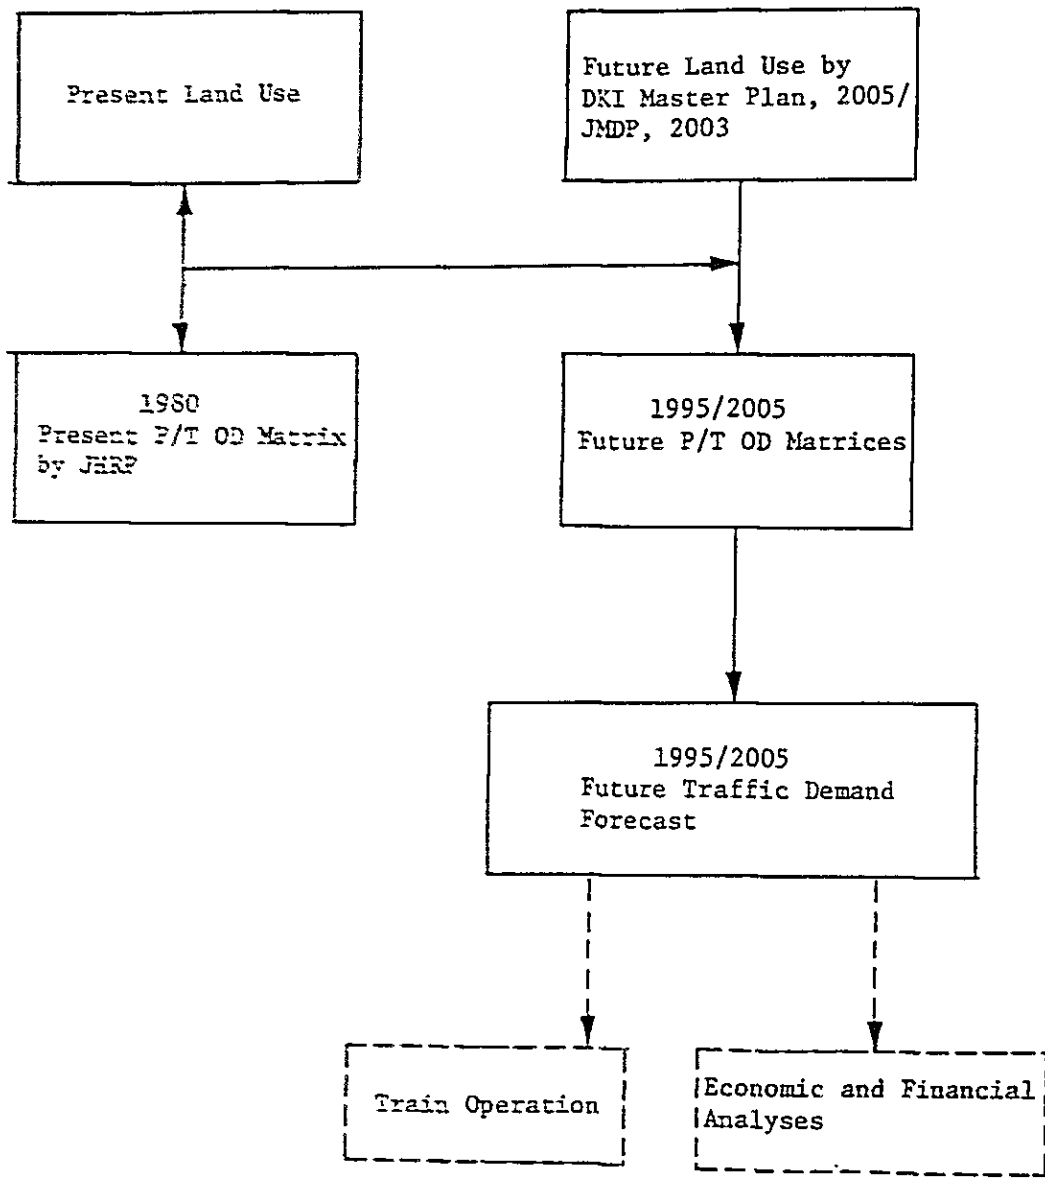 Present Land Use
Future Land Use by
DKI Master Plan, 2005/
JMDP, 2003
1980
Present P/T OD Matrix
by JHRP
1995/2005
Future P/T OD Matrices
1995/2005
Future Traffic Demand
Forecast
Train Operation
Economic and Financial
Analyses